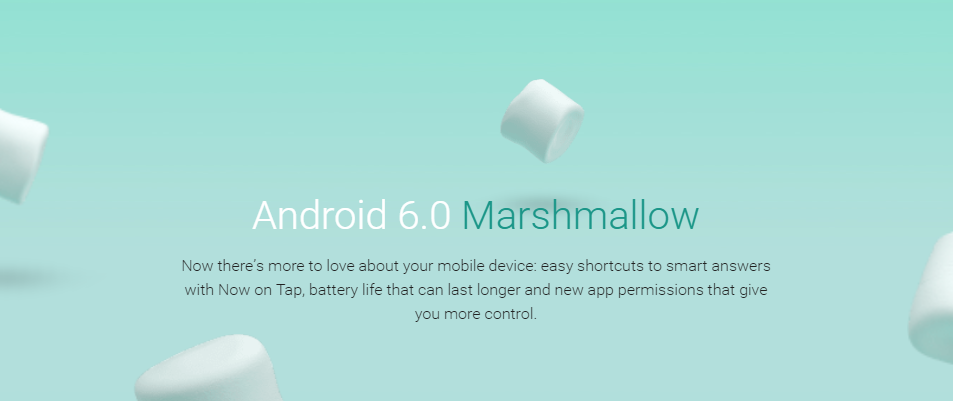 Android 6.0 Marshmallow
Now there’s more to love about your mobile device: easy shortcuts to smart answers
with Now on Tap, battery life that can last longer and new app permissions that give
you more control.